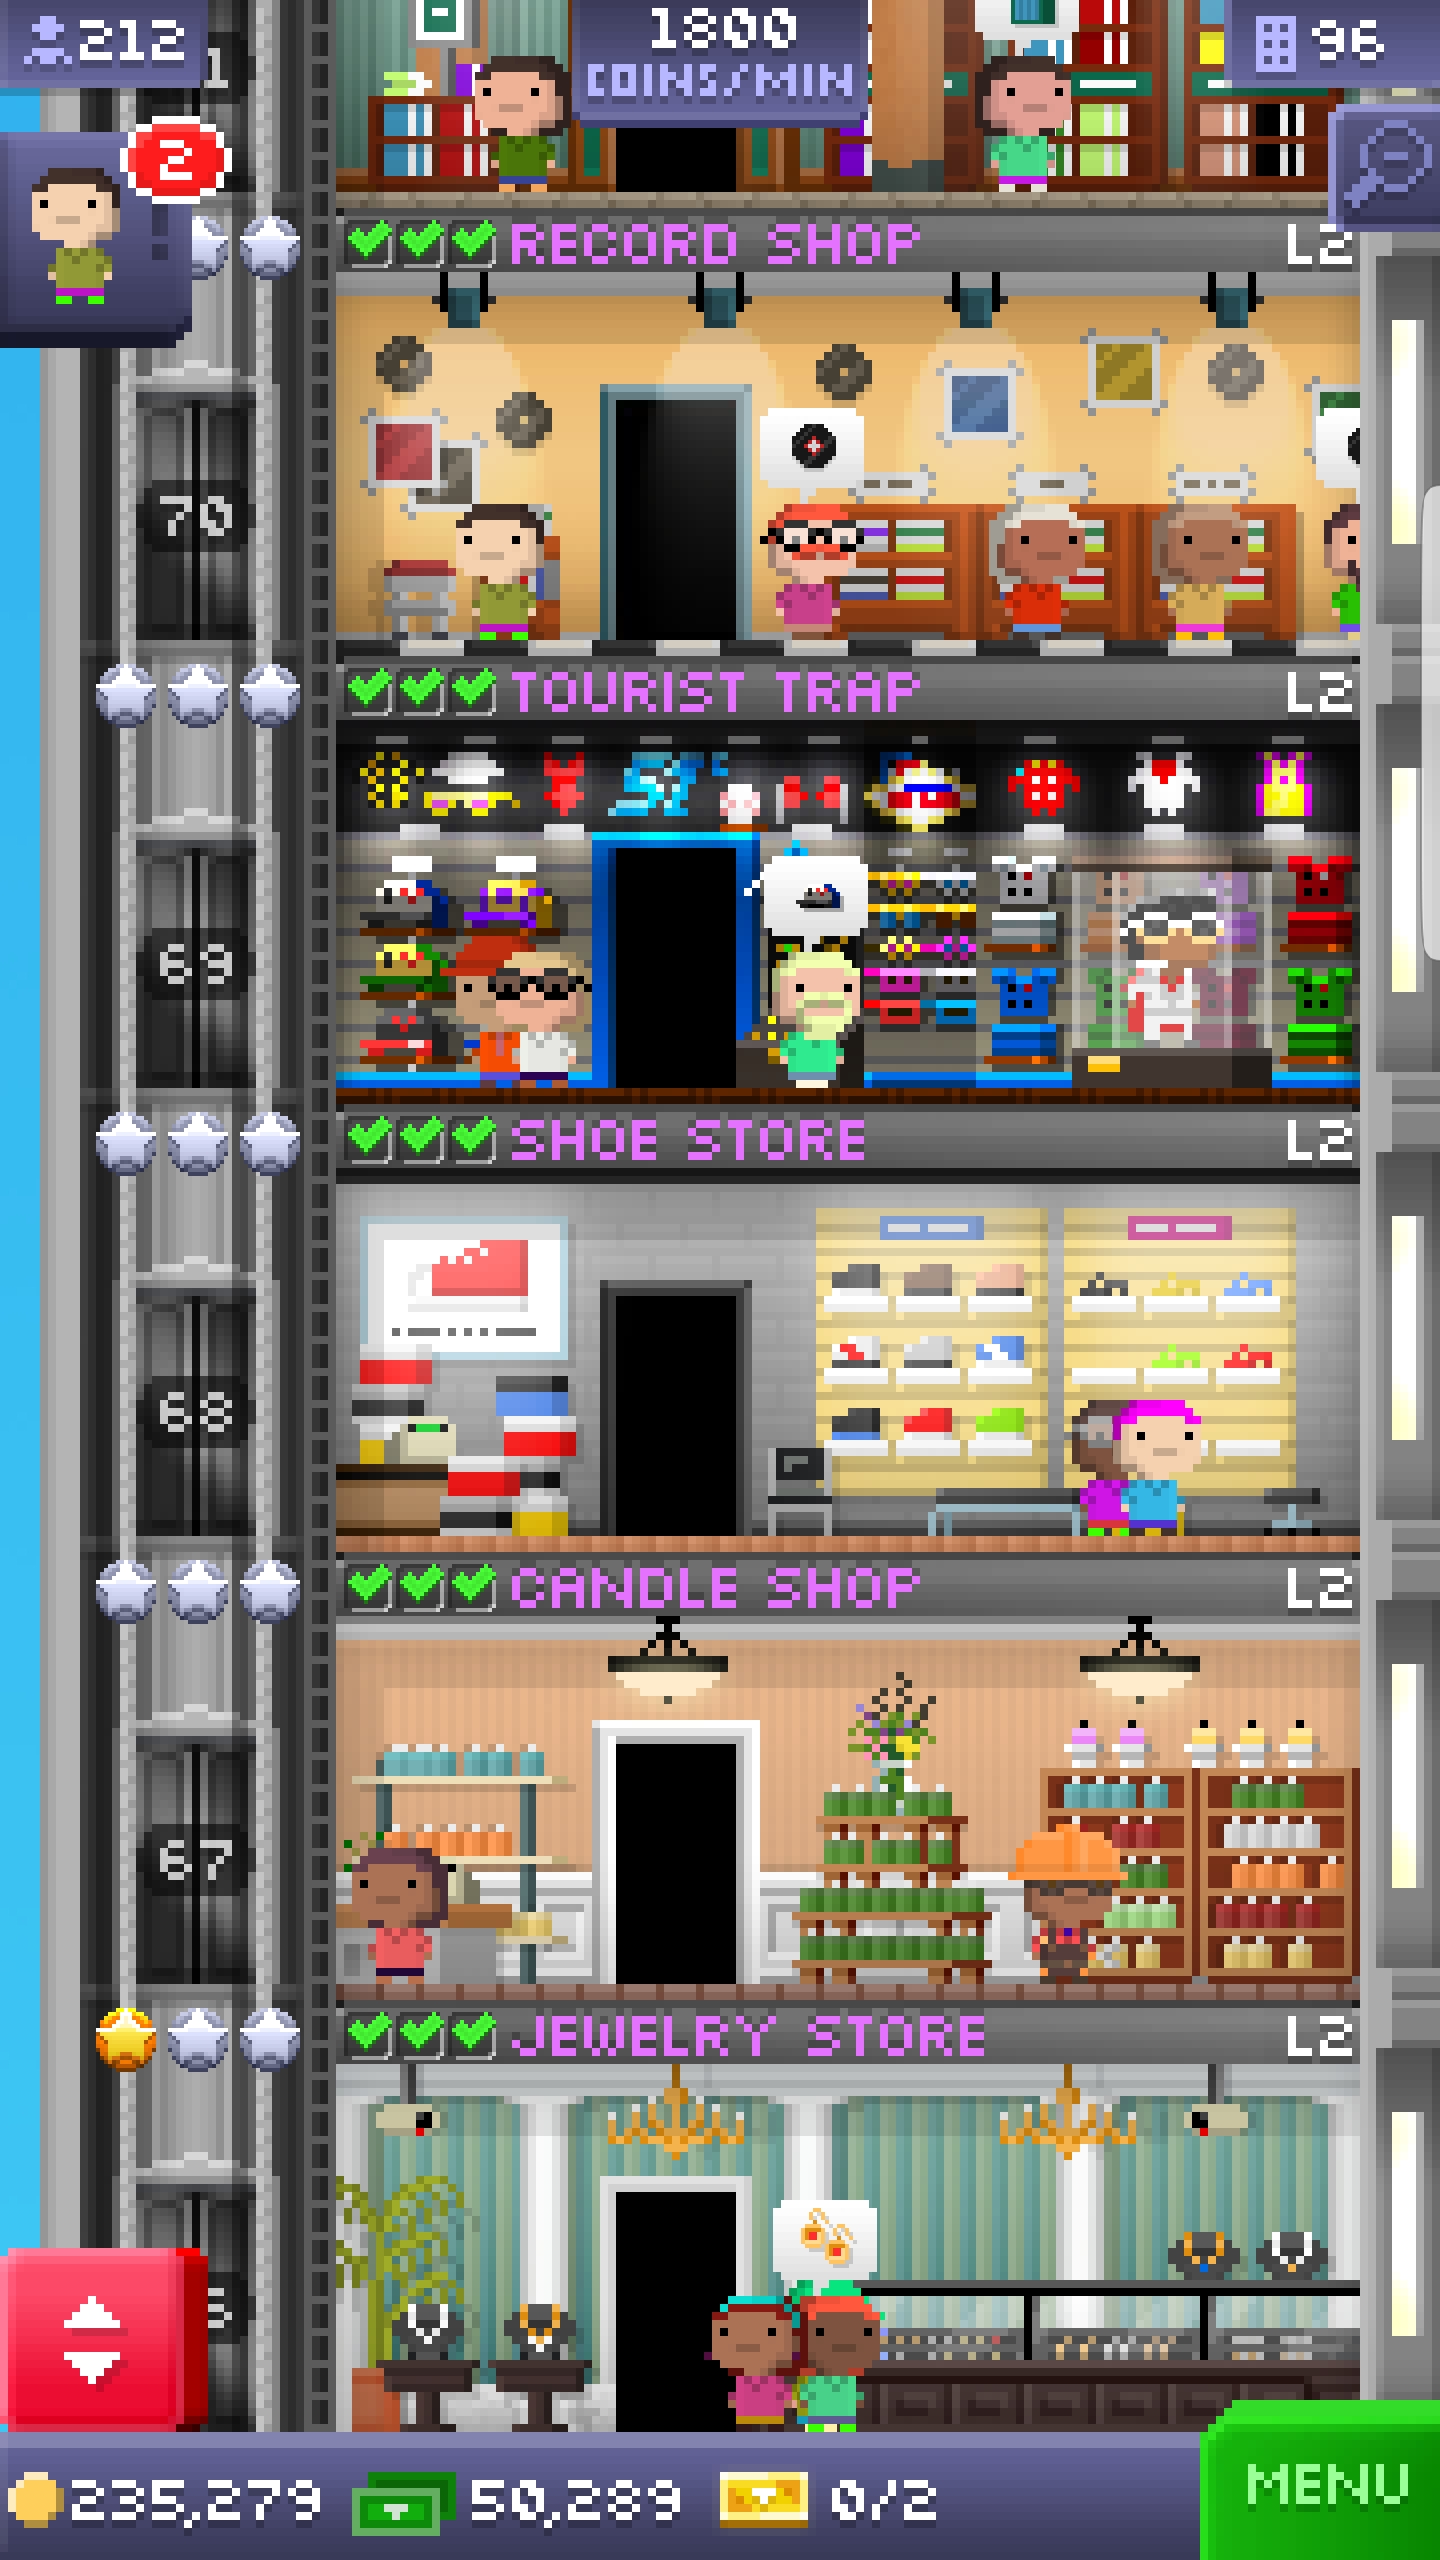 212
1800
COINS/MIN
96
2
RECORD SHOP L2
70
TOURIST TRAP L2
69
SHOE STORE L2
68
CANDLE SHOP L2
67
JEWELRY STORE L2
235,279 50,289 0/2
MENU